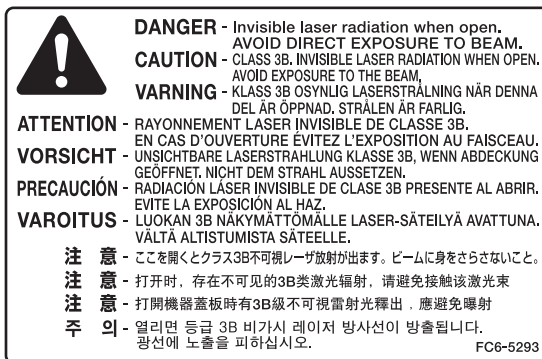 DANGER - Invisible laser radiation when open.
AVOID DIRECT EXPOSURE TO BEAM.
CAUTION - CLASS 3B. INVISIBLE LASER RADIATION WHEN OPEN.
AVOID EXPOSURE TO THE BEAM,
VARNING - KLASS 3B OSYNLIG LASERSTRÅLNING NÄR DENNA
DEL ÄR ÖPPNAD. STRÅLEN ÄR FARLIG.
ATTENTION - RAYONNEMENT LASER INVISIBLE DE CLASSE 3B.
EN CAS D'OUVERTURE ÉVITEZ L'EXPOSITION AU FAISCEAU.
VORSICHT - UNSICHTBARE LASERSTRAHLUNG KLASSE 3B, WENN ABDECKUNG
GEÖFFNET. NICHT DEM STRAHL AUSSETZEN.
PRECAUCIÓN - RADIACIÓN LÁSER INVISIBLE DE CLASE 3B PRESENTE AL ABRIR.
EVITE LA EXPOSICIÓN AL HAZ.
VAROITUS - LUOKAN 3B NÄKYMÄTTÖMÄLLE LASER-SÄTEILYÄ AVATTUNA.
VÄLTÄ ALTISTUMISTA SÄTEELLE.
注 意 - ここを開くとクラス3B不可視レーザ放射が出ます。ビームに身をさらさないこと。
注 意 - 打开时，存在不可见的3B类激光辐射，请避免接触该激光束
注 意 - 打開機器蓋板時有3B級不可視雷射光釋出．應避免曝射
주 의 - 열리면 등급 3B 비가시 레이저 방사선이 방출됩니다.
광선에 노출을 피하십시오.
FC6-5293